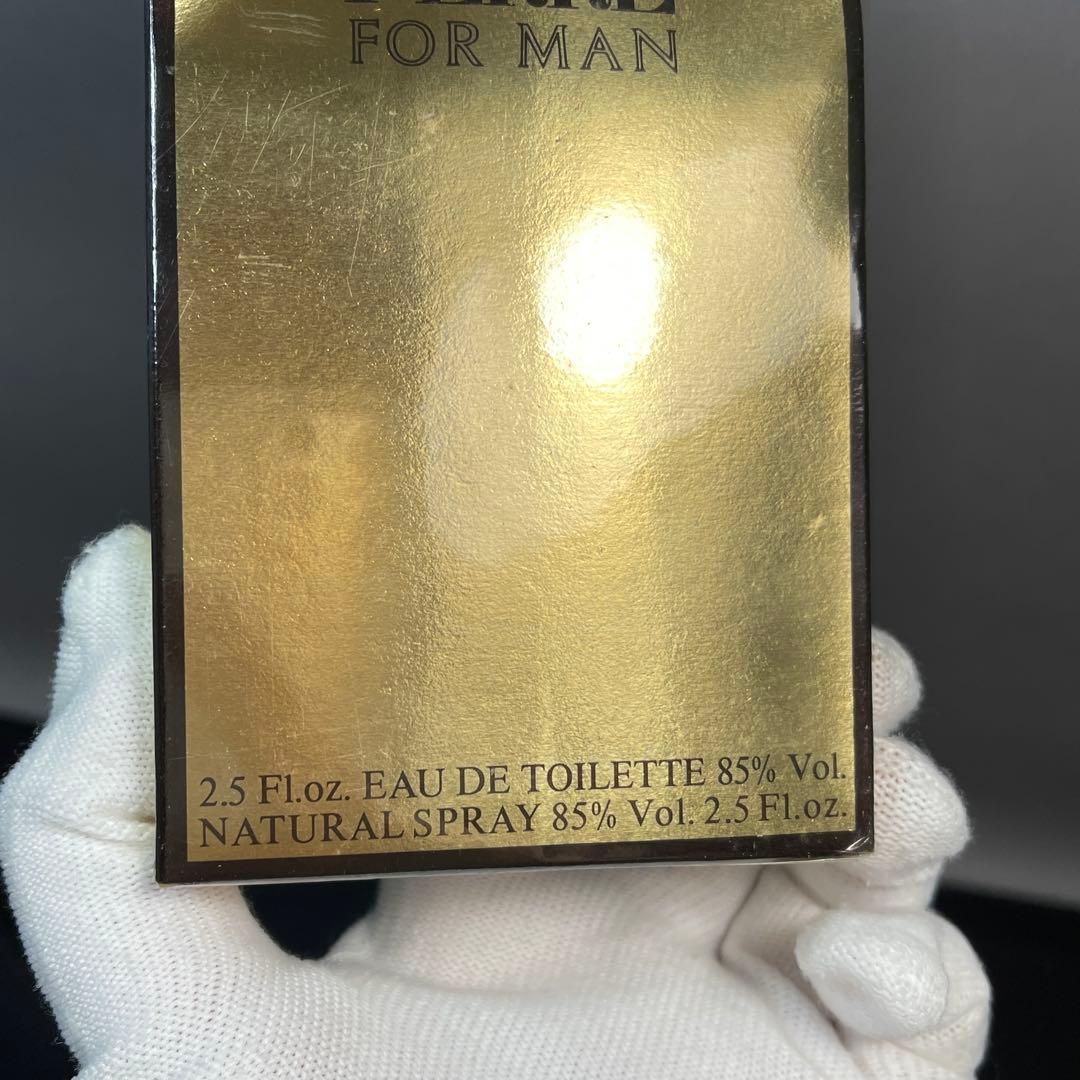 FERRE
FOR MAN
2.5 Fl.oz. EAU DE TOILETTE 85% Vol.
NATURAL SPRAY 85% Vol. 2.5 Fl.oz.